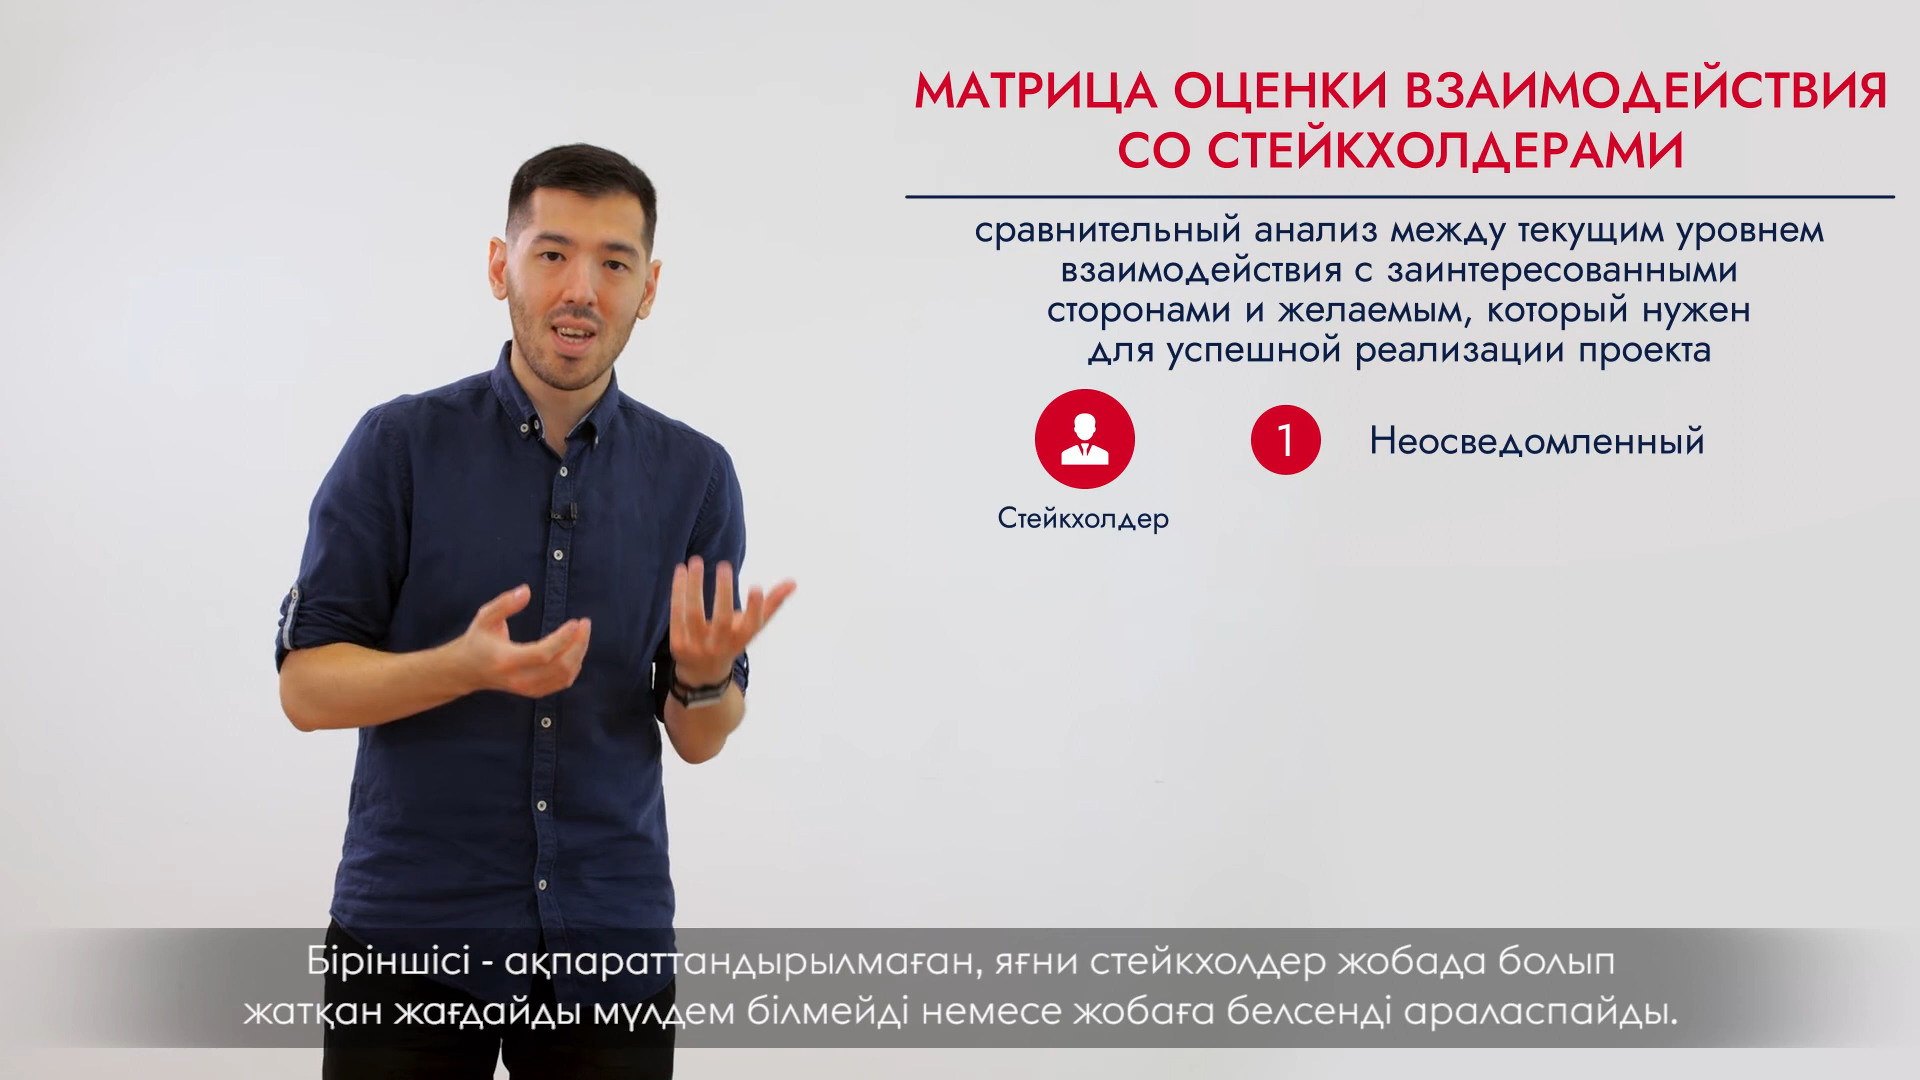 МАТРИЦА ОЦЕНКИ ВЗАИМОДЕЙСТВИЯ
СО СТЕЙКХОЛДЕРАМИ
сравнительный анализ между текущим уровнем
взаимодействия с заинтересованными
сторонами и желаемым, который нужен
для успешной реализации проекта
1 Неосведомленный
Стейкхолдер
Біріншісі - ақпараттандырылмаған, яғни стейкхолдер жобада болып
жатқан жағдайды мүлдем білмейді немесе жобаға белсенді араласпайды.